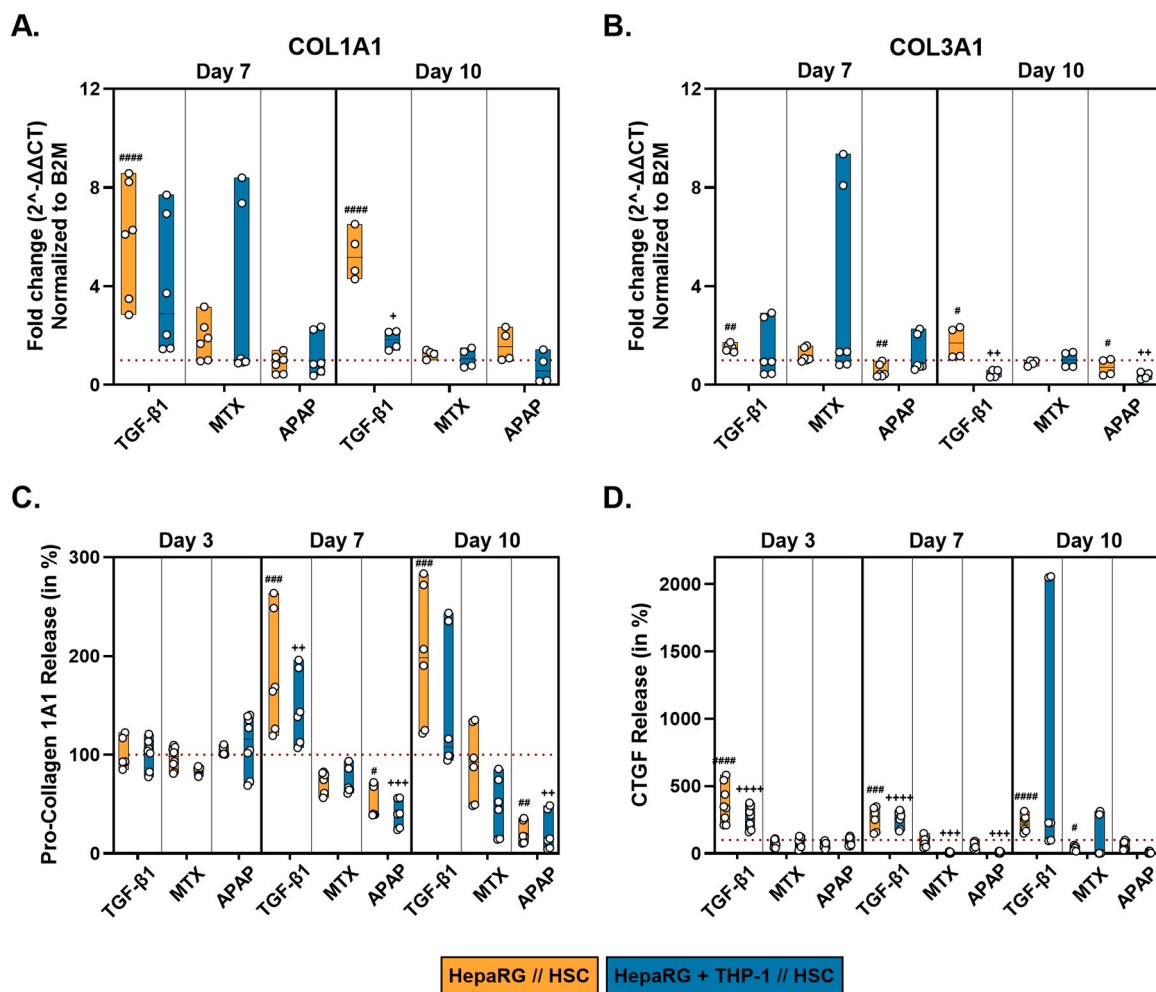 A.
COL1A1
Day 7
Day 10
Fold change (2^-ΔΔCT)
Normalized to B2M
12
8
4
0
####
####
+
TGF-β1
MTX
APAP
TGF-β1
MTX
APAP
B.
COL3A1
Day 7
Day 10
Fold change (2^-ΔΔCT)
Normalized to B2M
12
8
4
0
##
##
#
++
#
++
TGF-β1
MTX
APAP
TGF-β1
MTX
APAP
C.
Day 3
Day 7
Day 10
Pro-Collagen 1A1 Release (in %)
300
200
100
0
###
++
#
+++
###
##
++
TGF-β1
MTX
APAP
TGF-β1
MTX
APAP
TGF-β1
MTX
APAP
D.
Day 3
Day 7
Day 10
CTGF Release (in %)
2000
1500
1000
500
0
####
++++
###
++++
+++
+++
####
#
TGF-β1
MTX
APAP
TGF-β1
MTX
APAP
TGF-β1
MTX
APAP
HepaRG // HSC
HepaRG + THP-1 // HSC